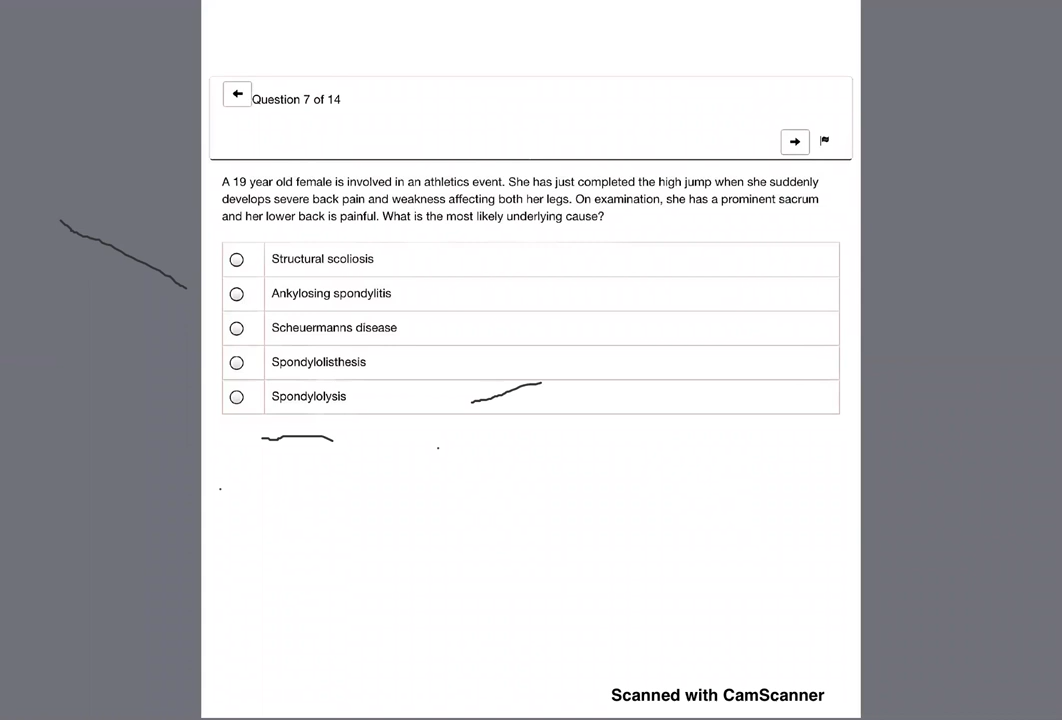 Question 7 of 14
A 19 year old female is involved in an athletics event. She has just completed the high jump when she suddenly
develops severe back pain and weakness affecting both her legs. On examination, she has a prominent sacrum
and her lower back is painful. What is the most likely underlying cause?
Structural scoliosis
Ankylosing spondylitis
Scheuermanns disease
Spondylolisthesis
Spondylolysis
Scanned with CamScanner